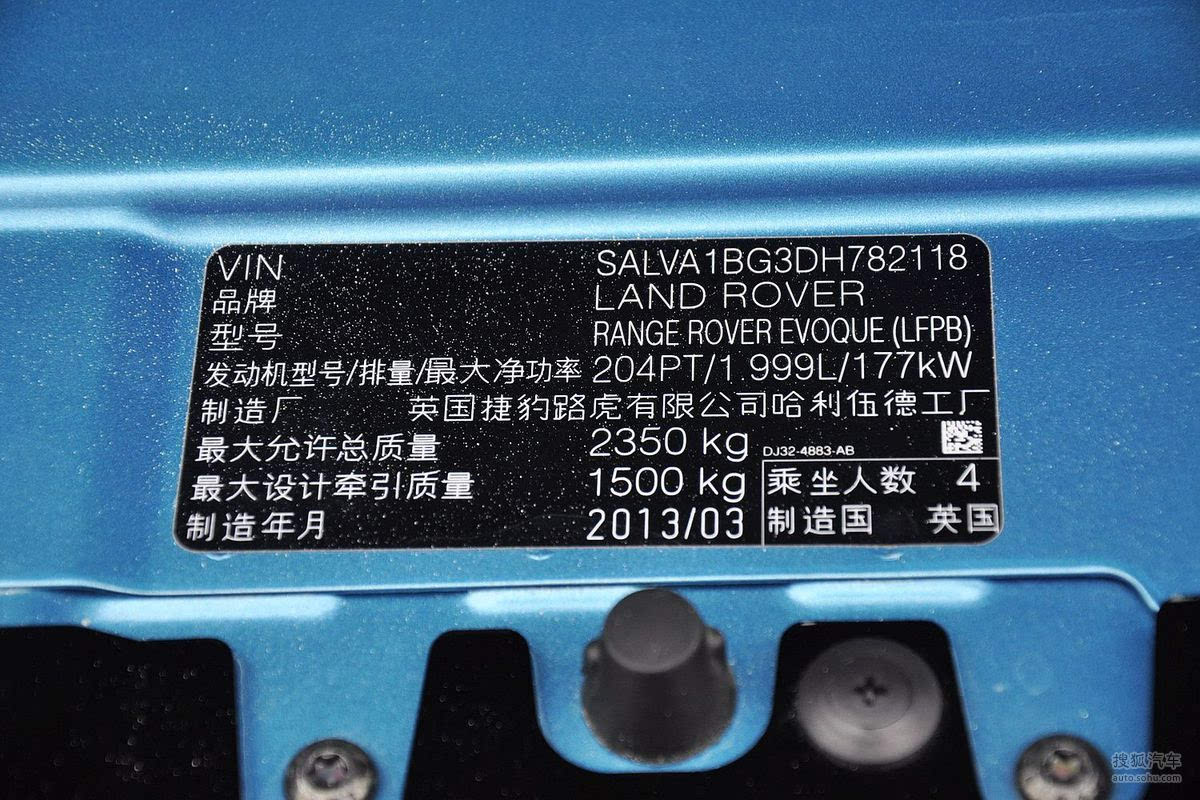 VIN SALVA1BG3DH782118
品牌 LAND ROVER
型号 RANGE ROVER EVOQUE (LFPB)
发动机型号/排量/最大净功率 204PT/1.999L/177kW
制造厂 英国捷豹路虎有限公司哈利伍德工厂
最大允许总质量 2350 kg DJ32-4883-AB
最大设计牵引质量 1500 kg 乘坐人数 4
制造年月 2013/03 制造国 英国
搜狐汽车
auto.sohu.com